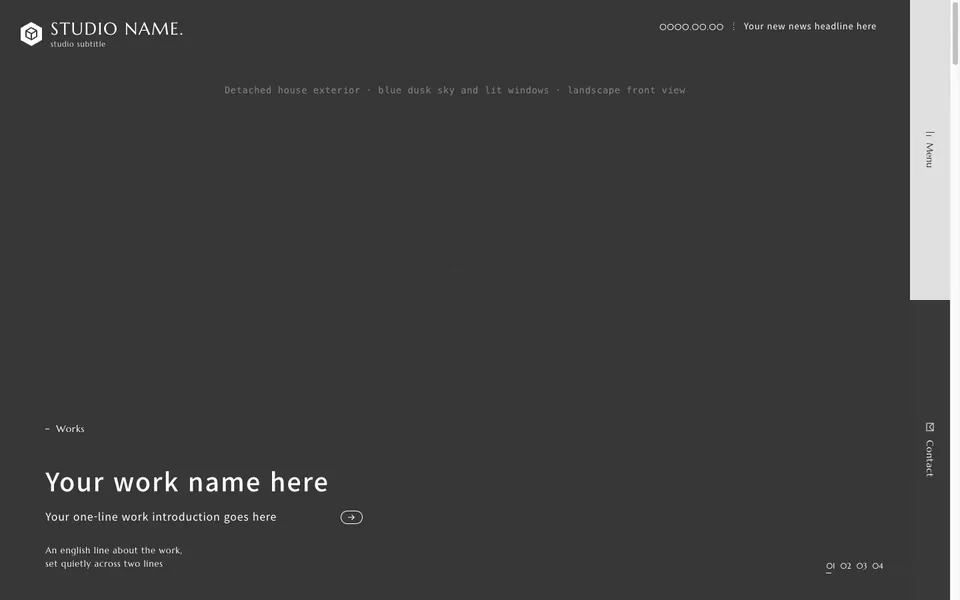 STUDIO NAME.
studio subtitle
0000.00.00
Your new news headline here
Detached house exterior · blue dusk sky and lit windows · landscape front view
Menu
– Works
Your work name here
Your one-line work introduction goes here
Contact
An english line about the work,
set quietly across two lines
01 02 03 04